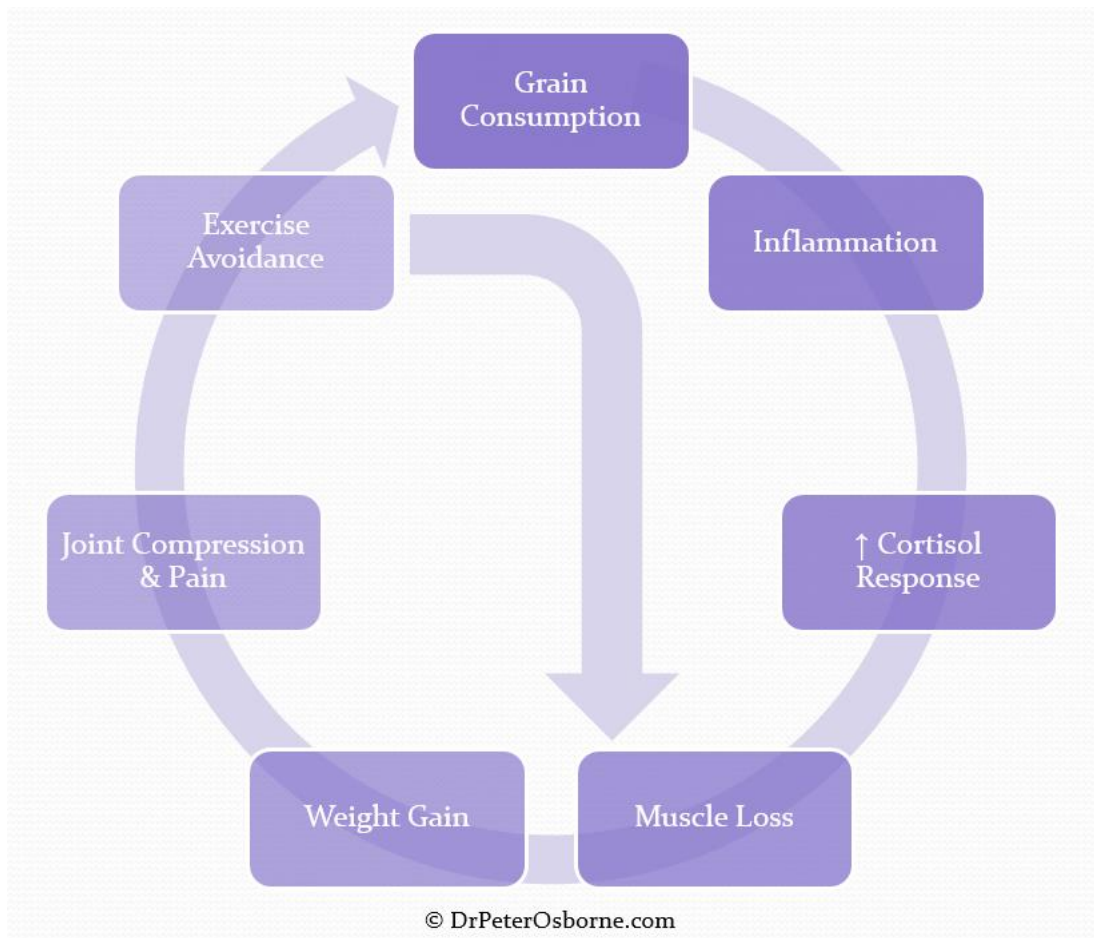 Grain
Consumption
Inflammation
↑ Cortisol
Response
Muscle Loss
Weight Gain
Joint Compression
& Pain
Exercise
Avoidance
© DrPeterOsborne.com